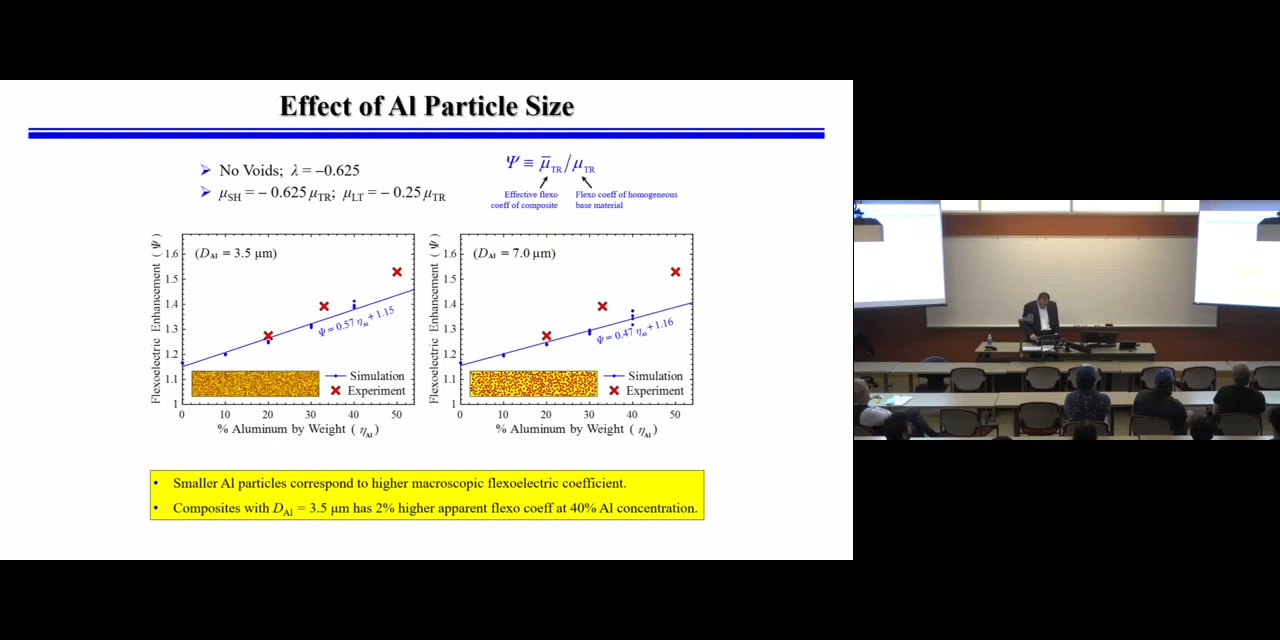 Effect of Al Particle Size
➢ No Voids; λ = −0.625
➢ μSH = − 0.625 μTR; μLT = − 0.25 μTR
Ψ ≡ μ̄TR / μTR
Effective flexo
coeff of composite
Flexo coeff of homogeneous
base material
Flexoelectric Enhancement (Ψ)
1.6
1.5
1.4
1.3
1.2
1.1
1
(DAl = 3.5 μm)
Ψ = 0.57 ηAl + 1.15
Simulation
Experiment
0 10 20 30 40 50
% Aluminum by Weight ( ηAl )
Flexoelectric Enhancement (Ψ)
1.6
1.5
1.4
1.3
1.2
1.1
1
(DAl = 7.0 μm)
Ψ = 0.47 ηAl + 1.16
Simulation
Experiment
0 10 20 30 40 50
% Aluminum by Weight ( ηAl )
• Smaller Al particles correspond to higher macroscopic flexoelectric coefficient.
• Composites with DAl = 3.5 μm has 2% higher apparent flexo coeff at 40% Al concentration.